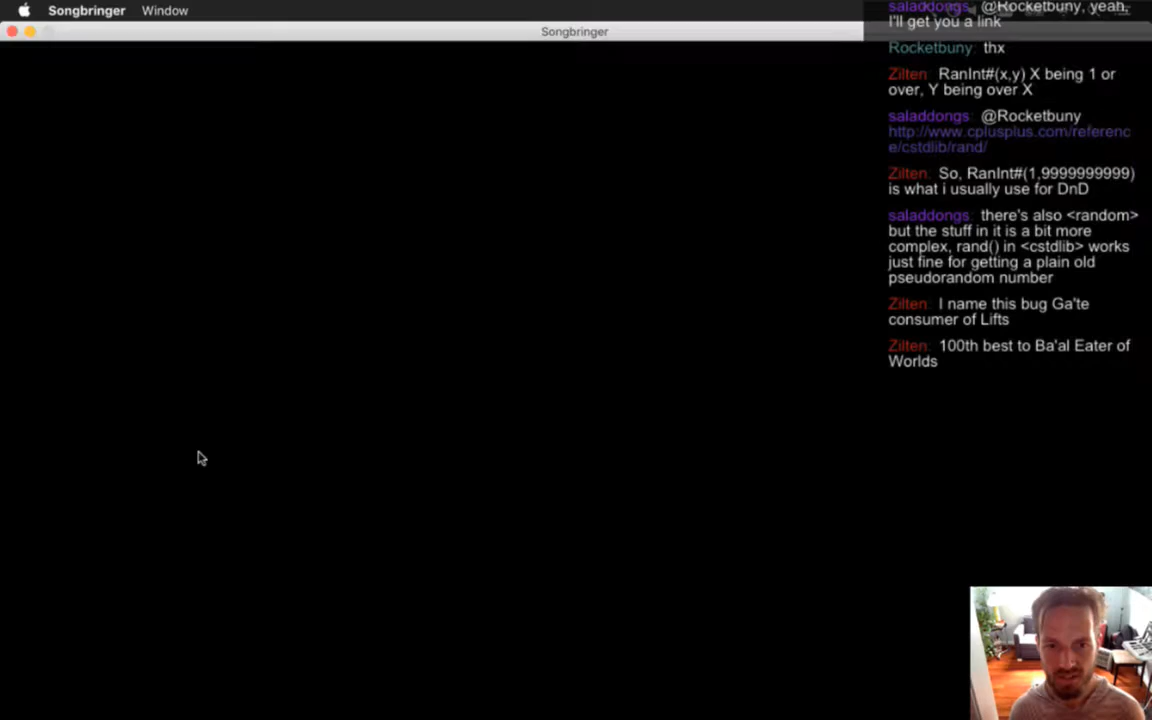 Songbringer Window
Songbringer
saladdongs: @Rocketbuny, yeah,
I'll get you a link
Rocketbuny: thx
Zilten: RanInt#(x,y) X being 1 or
over, Y being over X
saladdongs: @Rocketbuny
http://www.cplusplus.com/referenc
e/cstdlib/rand/
Zilten: So, RanInt#(1,9999999999)
is what i usually use for DnD
saladdongs: there's also <random>
but the stuff in it is a bit more
complex, rand() in <cstdlib> works
just fine for getting a plain old
pseudorandom number
Zilten: I name this bug Ga'te
consumer of Lifts
Zilten: 100th best to Ba'al Eater of
Worlds